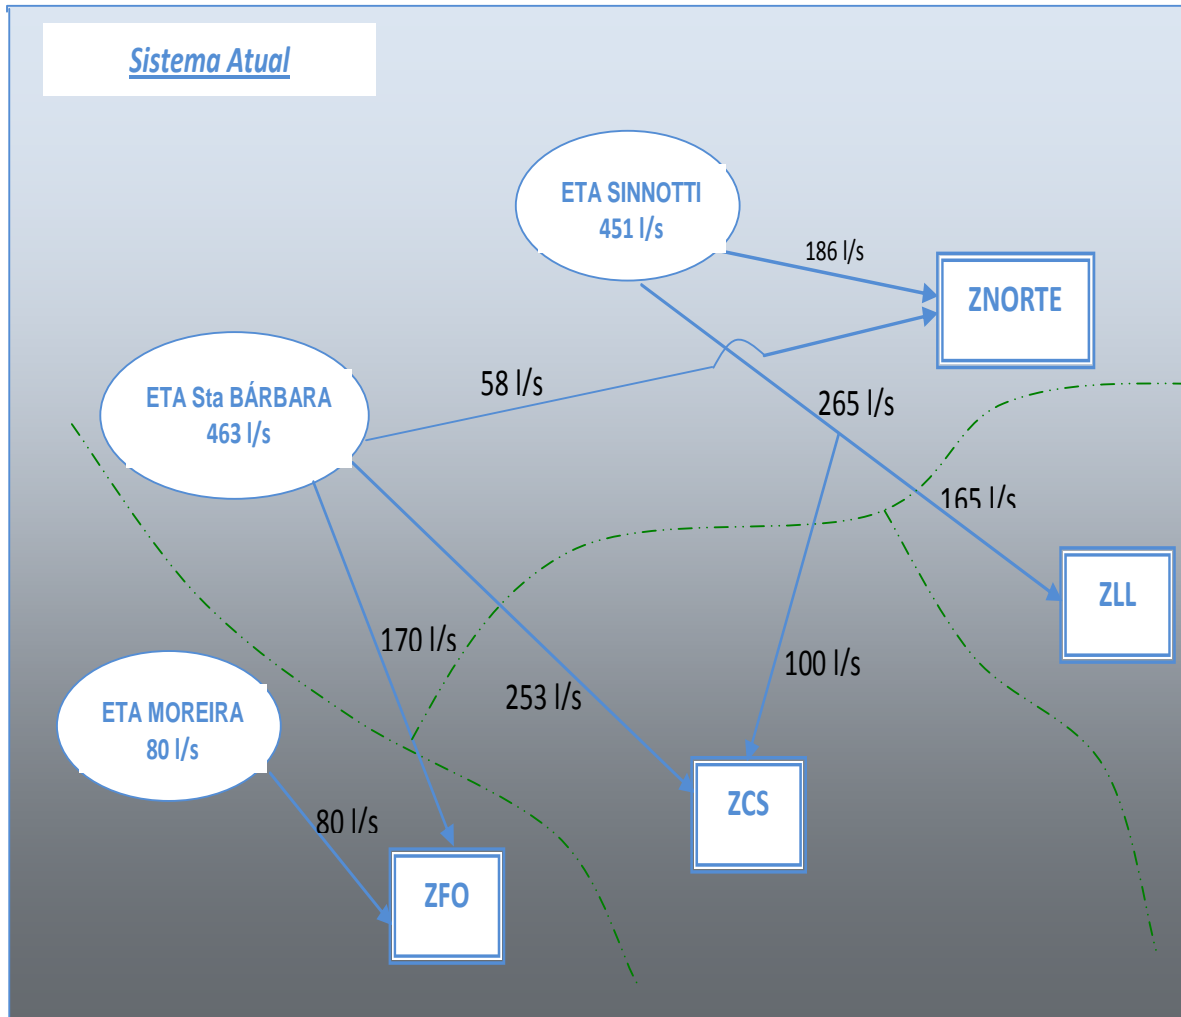 Sistema Atual
ETA SINNOTTI
451 l/s
186 l/s
ZNORTE
ETA Sta BÁRBARA
463 l/s
58 l/s
265 l/s
165 l/s
ZLL
170 l/s
253 l/s
100 l/s
ETA MOREIRA
80 l/s
80 l/s
ZCS
ZFO